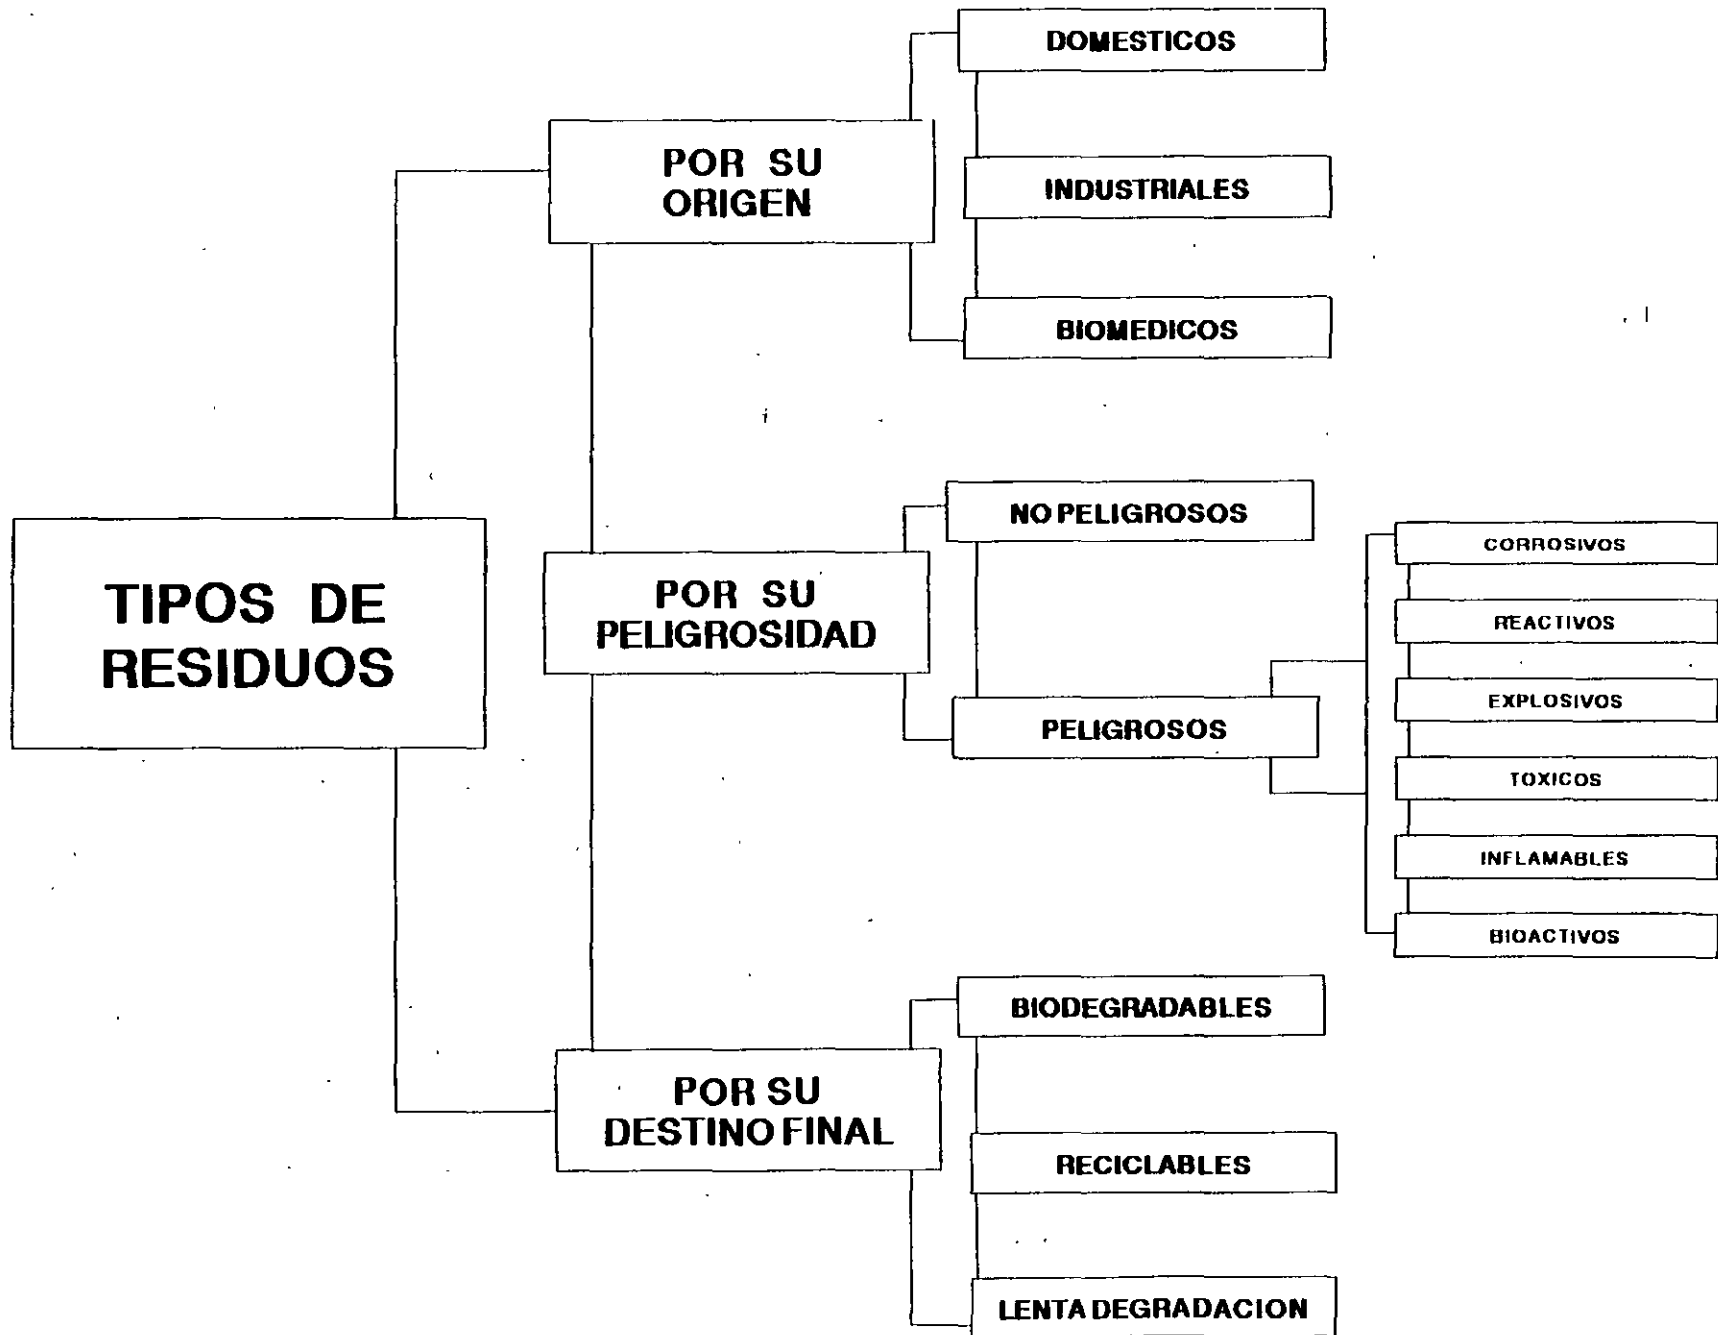 TIPOS DE
RESIDUOS
POR SU
ORIGEN
DOMESTICOS
INDUSTRIALES
BIOMEDICOS
POR SU
PELIGROSIDAD
NO PELIGROSOS
PELIGROSOS
CORROSIVOS
REACTIVOS
EXPLOSIVOS
TOXICOS
INFLAMABLES
BIOACTIVOS
POR SU
DESTINO FINAL
BIODEGRADABLES
RECICLABLES
LENTA DEGRADACION